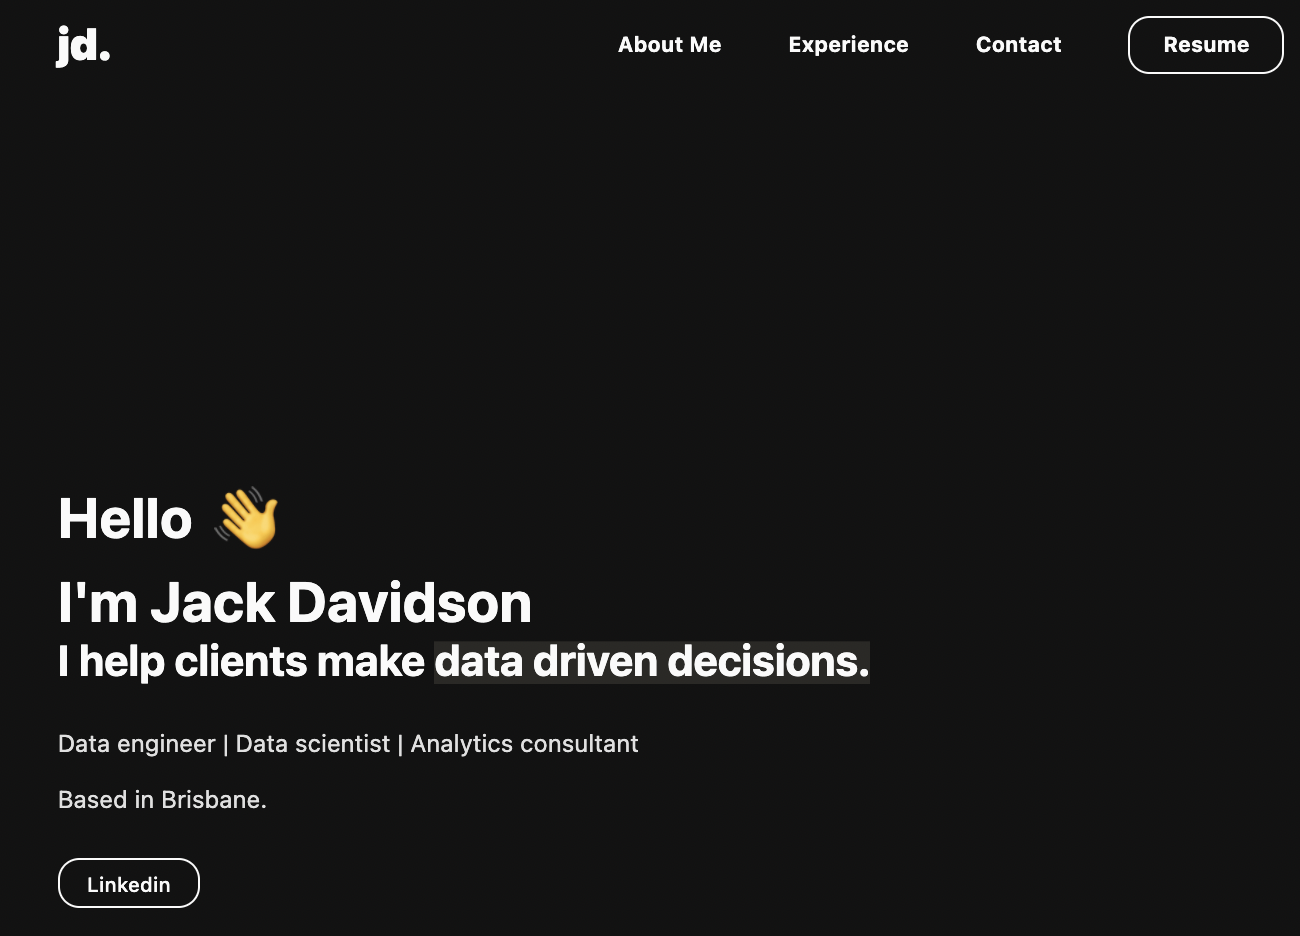 jd.
About Me
Experience
Contact
Resume
Hello 👋
I'm Jack Davidson
I help clients make data driven decisions.
Data engineer | Data scientist | Analytics consultant
Based in Brisbane.
Linkedin